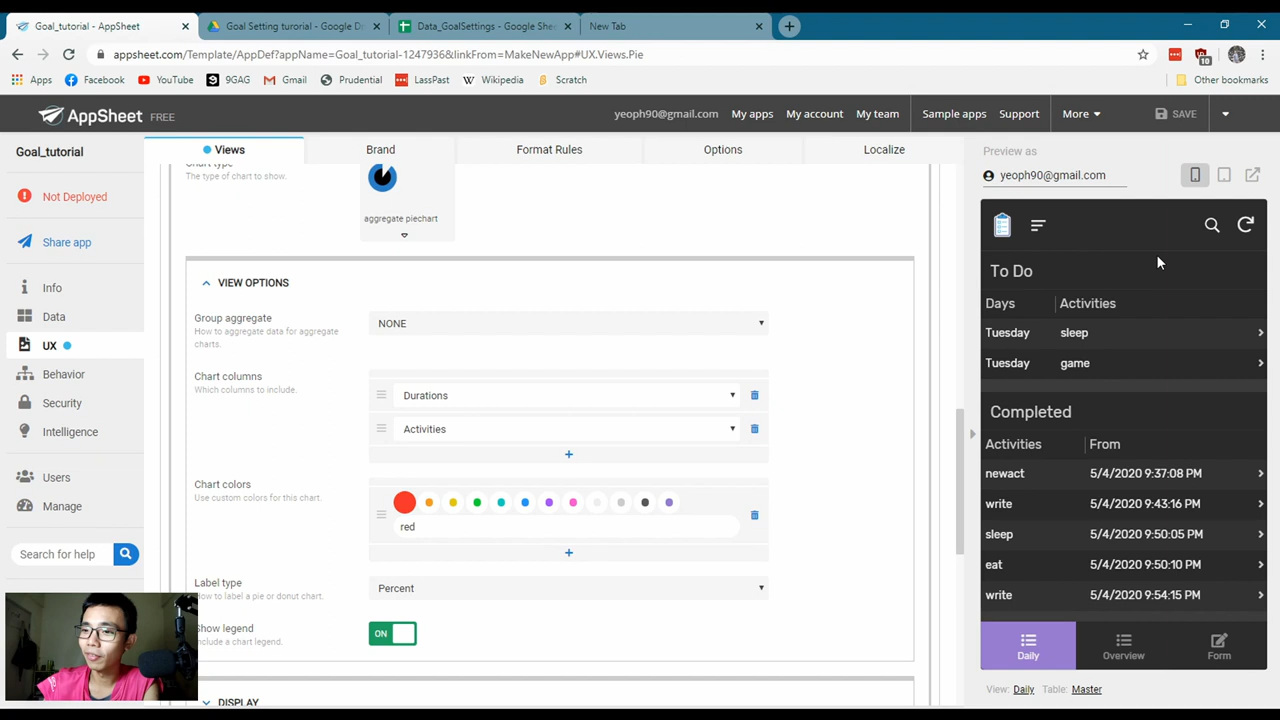 Goal_tutorial - AppSheet
Goal Setting turorial - Google Dr
Data_GoalSettings - Google Shee
New Tab
appsheet.com/Template/AppDef?appName=Goal_tutorial-1247936&linkFrom=MakeNewApp#UX.Views.Pie
10
Apps Facebook YouTube 9GAG Gmail Prudential LassPast Wikipedia Scratch Other bookmarks
AppSheet FREE
yeoph90@gmail.com My apps My account My team Sample apps Support More SAVE
Goal_tutorial
Views Brand Format Rules Options Localize
Preview as
yeoph90@gmail.com
Not Deployed
Share app
Info
Data
UX
Behavior
Security
Intelligence
Users
Manage
Search for help
Chart type
The type of chart to show.
aggregate piechart
VIEW OPTIONS
Group aggregate
How to aggregate data for aggregate
charts.
NONE
Chart columns
Which columns to include.
Durations
Activities
+
Chart colors
Use custom colors for this chart.
red
+
Label type
How to label a pie or donut chart.
Percent
Show legend
Include a chart legend.
ON
DISPLAY
To Do
Days Activities
Tuesday sleep
Tuesday game
Completed
Activities From
newact 5/4/2020 9:37:08 PM
write 5/4/2020 9:43:16 PM
sleep 5/4/2020 9:50:05 PM
eat 5/4/2020 9:50:10 PM
write 5/4/2020 9:54:15 PM
Daily Overview Form
View: Daily Table: Master